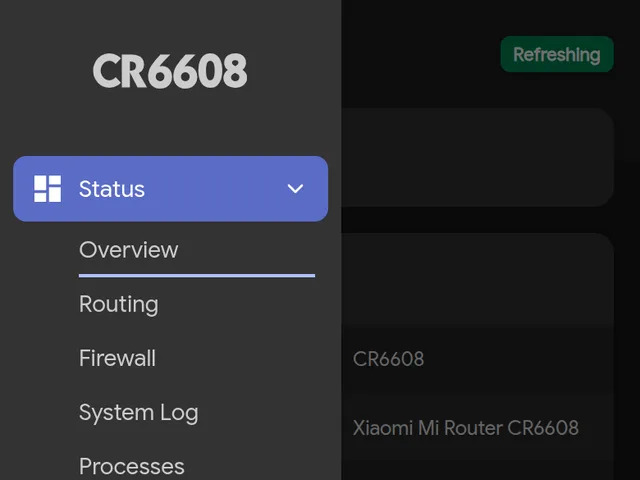 CR6608
Refreshing
Status
Overview
Routing
Firewall
CR6608
System Log
Xiaomi Mi Router CR6608
Processes